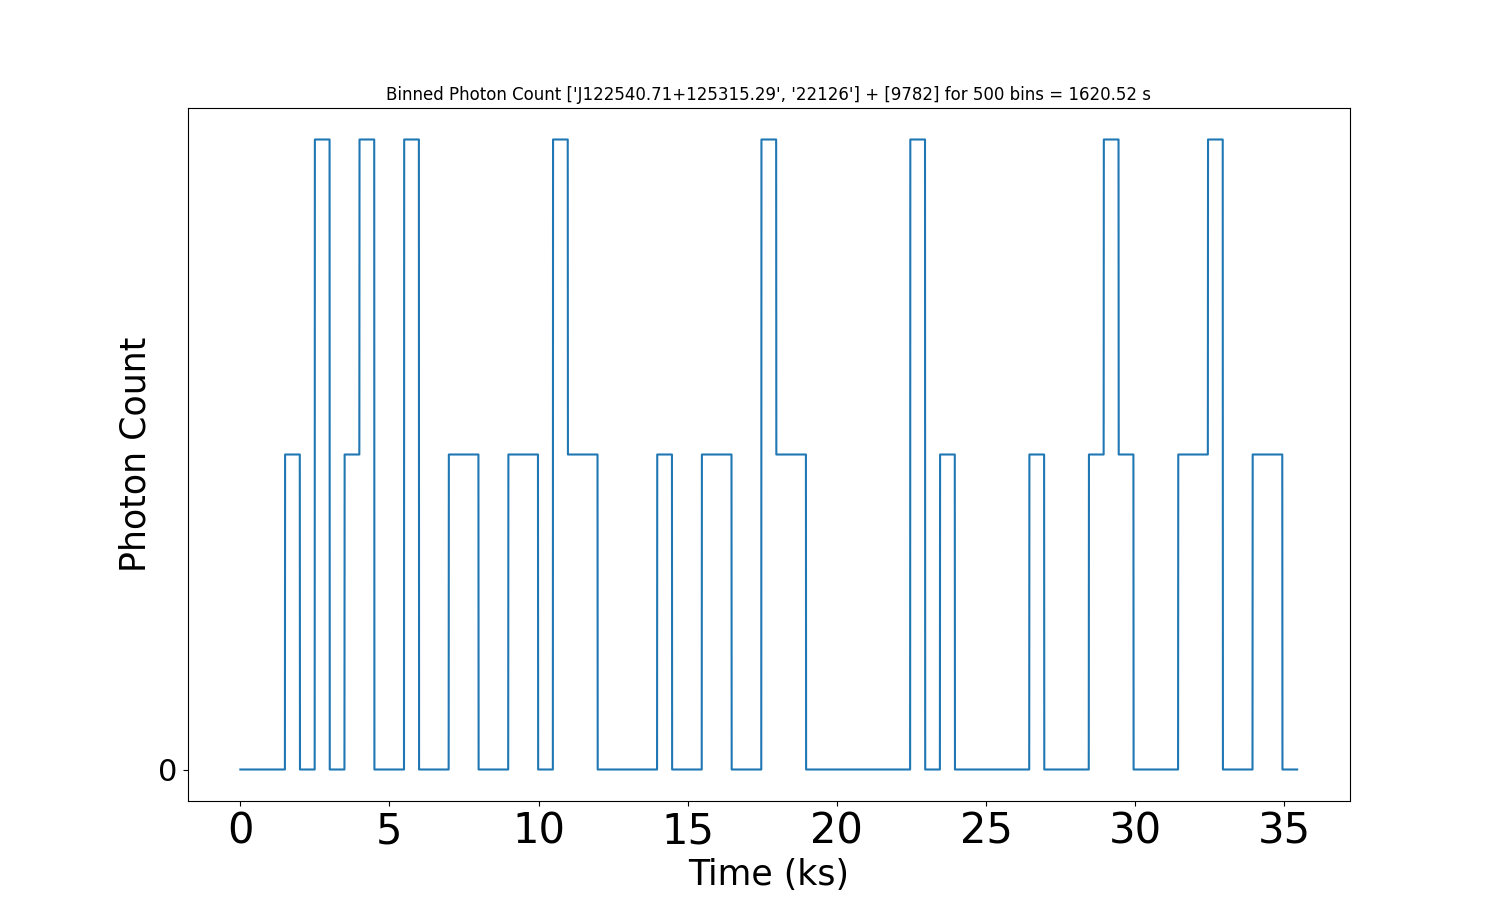 Binned Photon Count ['J122540.71+125315.29', '22126'] + [9782] for 500 bins = 1620.52 s
Photon Count
0
0 5 10 15 20 25 30 35
Time (ks)